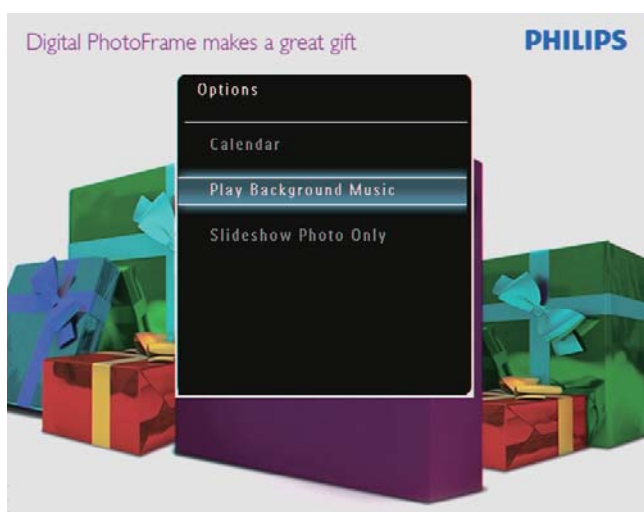 Digital PhotoFrame makes a great gift
PHILIPS
Options
Calendar
Play Background Music
Slideshow Photo Only